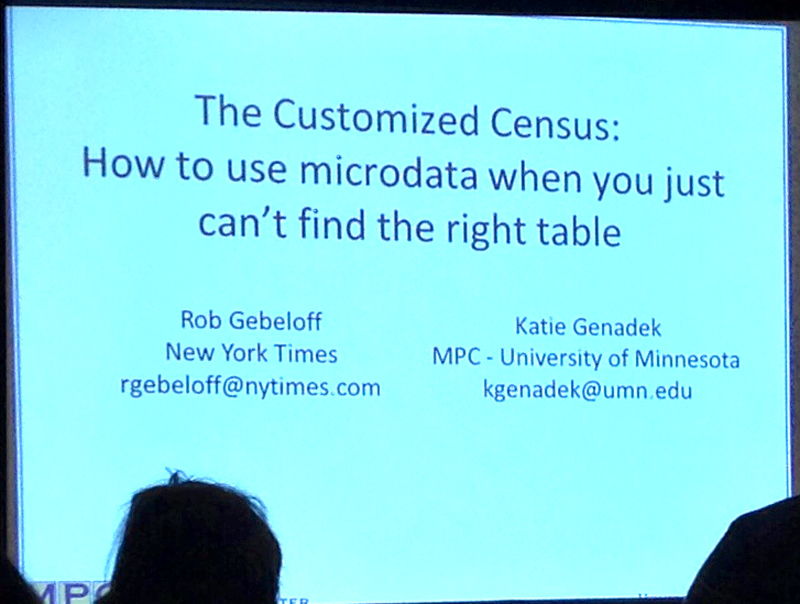 The Customized Census:
How to use microdata when you just
can't find the right table
Rob Gebeloff
New York Times
rgebeloff@nytimes.com
Katie Genadek
MPC - University of Minnesota
kgenadek@umn.edu
MPC